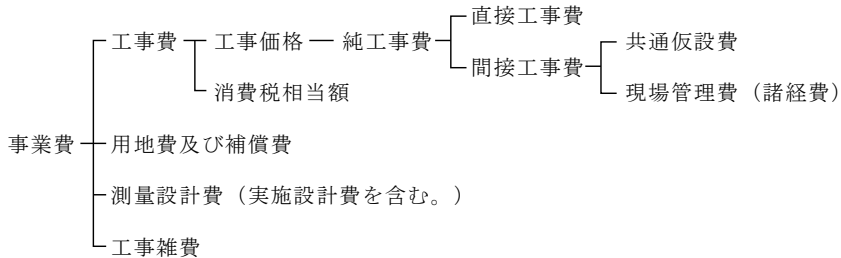 直接工事費
工事費 工事価格 純工事費
共通仮設費
間接工事費
消費税相当額
現場管理費（諸経費）
事業費 用地費及び補償費
測量設計費（実施設計費を含む。）
工事雑費